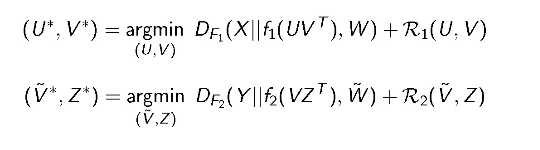 (U*, V*) = argmin D_{F_1}(X||f_1(UV^T), W) + R_1(U, V)
(U,V)
(Ṽ*, Z*) = argmin D_{F_2}(Y||f_2(VZ^T), W̃) + R_2(Ṽ, Z)
(Ṽ,Z)